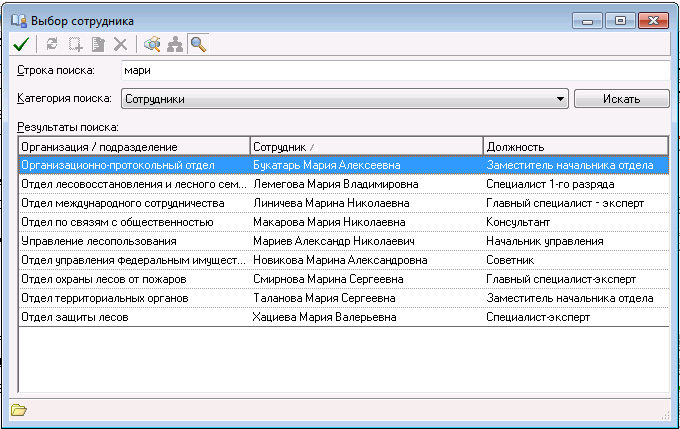 Выбор сотрудника
Строка поиска: мари
Категория поиска: Сотрудники Искать
Результаты поиска:
Организация / подразделение Сотрудник / Должность
Организационно-протокольный отдел Букатарь Мария Алексеевна Заместитель начальника отдела
Отдел лесовосстановления и лесного сем... Лемегова Мария Владимировна Специалист 1-го разряда
Отдел международного сотрудничества Линичева Марина Николаевна Главный специалист - эксперт
Отдел по связям с общественностью Макарова Мария Николаевна Консультант
Управление лесопользования Мариев Александр Николаевич Начальник управления
Отдел управления федеральным имущест... Новикова Марина Александровна Советник
Отдел охраны лесов от пожаров Смирнова Марина Сергеевна Главный специалист-эксперт
Отдел территориальных органов Таланова Мария Сергеевна Заместитель начальника отдела
Отдел защиты лесов Хациева Мария Валерьевна Специалист-эксперт